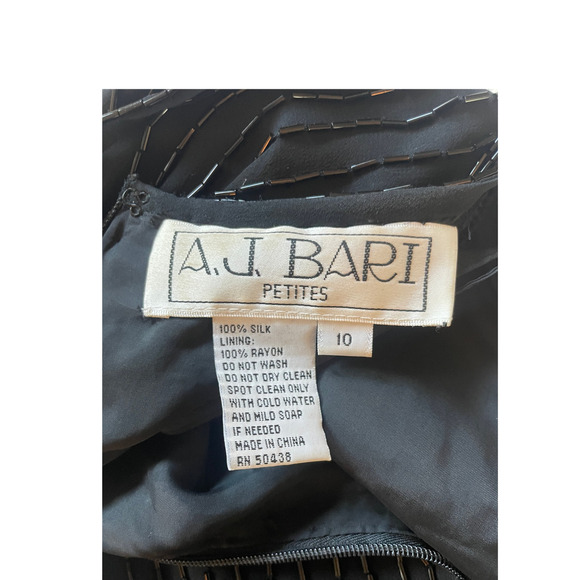 A.J. BARI
PETITES
100% SILK
LINING:
100% RAYON
DO NOT WASH
DO NOT DRY CLEAN
SPOT CLEAN ONLY
WITH COLD WATER
AND MILD SOAP
IF NEEDED
MADE IN CHINA
RN 50438
10